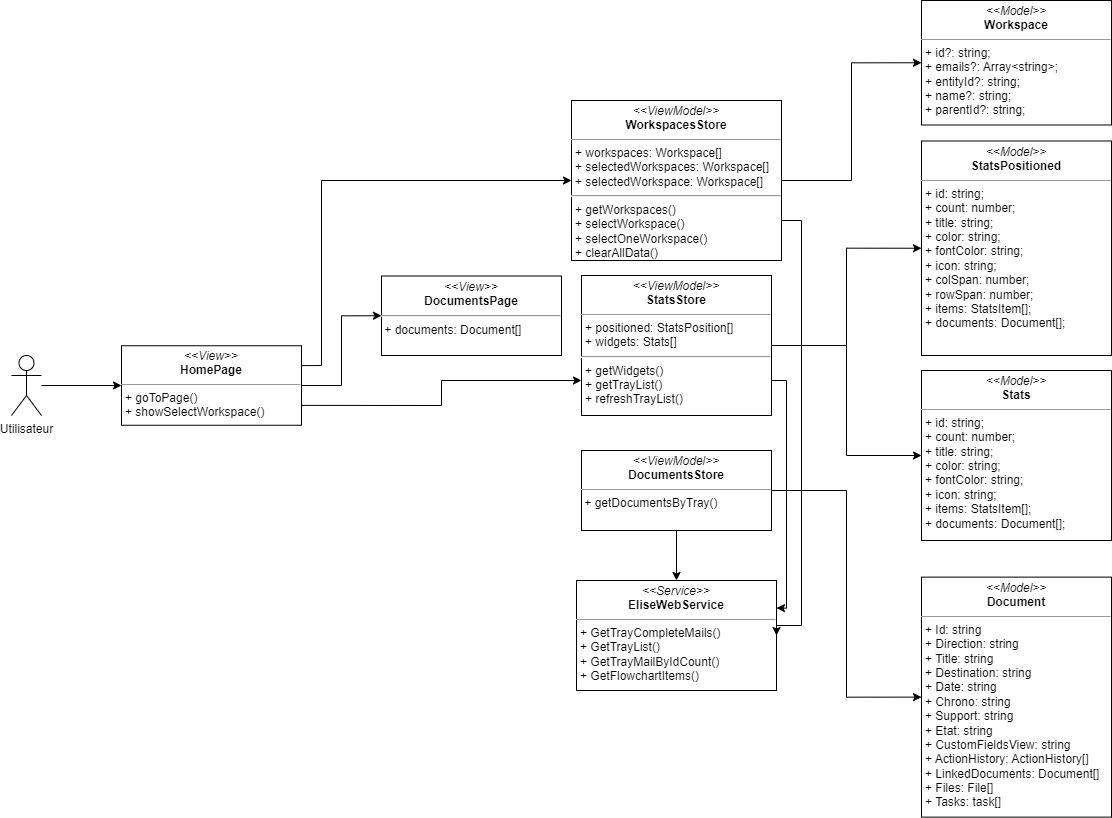 Utilisateur
<<View>>
HomePage
+ goToPage()
+ showSelectWorkspace()
<<View>>
DocumentsPage
+ documents: Document[]
<<ViewModel>>
WorkspacesStore
+ workspaces: Workspace[]
+ selectedWorkspaces: Workspace[]
+ selectedWorkspace: Workspace[]
+ getWorkspaces()
+ selectWorkspace()
+ selectOneWorkspace()
+ clearAllData()
<<ViewModel>>
StatsStore
+ positioned: StatsPosition[]
+ widgets: Stats[]
+ getWidgets()
+ getTrayList()
+ refreshTrayList()
<<ViewModel>>
DocumentsStore
+ getDocumentsByTray()
<<Service>>
EliseWebService
+ GetTrayCompleteMails()
+ GetTrayList()
+ GetTrayMailByIdCount()
+ GetFlowchartItems()
<<Model>>
Workspace
+ id?: string;
+ emails?: Array<string>;
+ entityId?: string;
+ name?: string;
+ parentId?: string;
<<Model>>
StatsPositioned
+ id: string;
+ count: number;
+ title: string;
+ color: string;
+ fontColor: string;
+ icon: string;
+ colSpan: number;
+ rowSpan: number;
+ items: StatsItem[];
+ documents: Document[];
<<Model>>
Stats
+ id: string;
+ count: number;
+ title: string;
+ color: string;
+ fontColor: string;
+ icon: string;
+ items: StatsItem[];
+ documents: Document[];
<<Model>>
Document
+ Id: string
+ Direction: string
+ Title: string
+ Destination: string
+ Date: string
+ Chrono: string
+ Support: string
+ Etat: string
+ CustomFieldsView: string
+ ActionHistory: ActionHistory[]
+ LinkedDocuments: Document[]
+ Files: File[]
+ Tasks: task[]